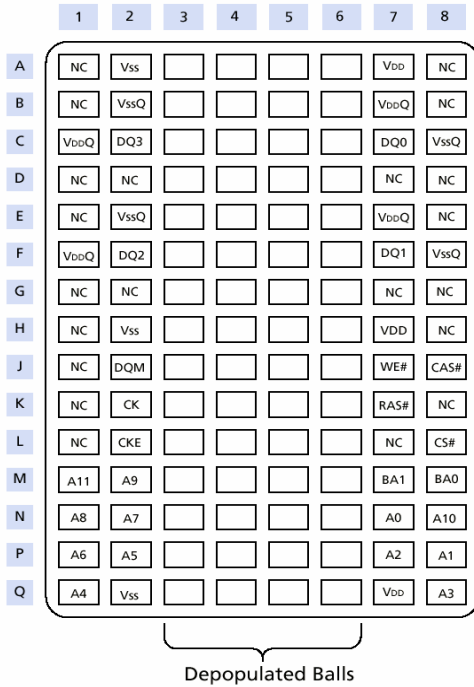 1 2 3 4 5 6 7 8
A NC Vss VDD NC
B NC VssQ VDDQ NC
C VDDQ DQ3 DQ0 VssQ
D NC NC NC NC
E NC VssQ VDDQ NC
F VDDQ DQ2 DQ1 VssQ
G NC NC NC NC
H NC Vss VDD NC
J NC DQM WE# CAS#
K NC CK RAS# NC
L NC CKE NC CS#
M A11 A9 BA1 BA0
N A8 A7 A0 A10
P A6 A5 A2 A1
Q A4 Vss VDD A3
Depopulated Balls